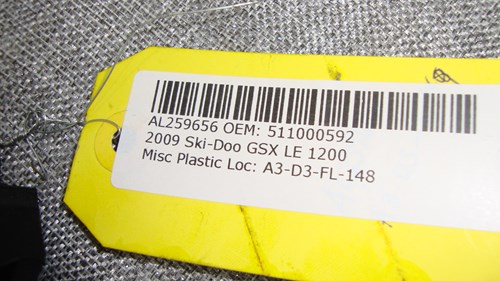 AL259656 OEM: 511000592
2009 Ski-Doo GSX LE 1200
Misc Plastic Loc: A3-D3-FL-148